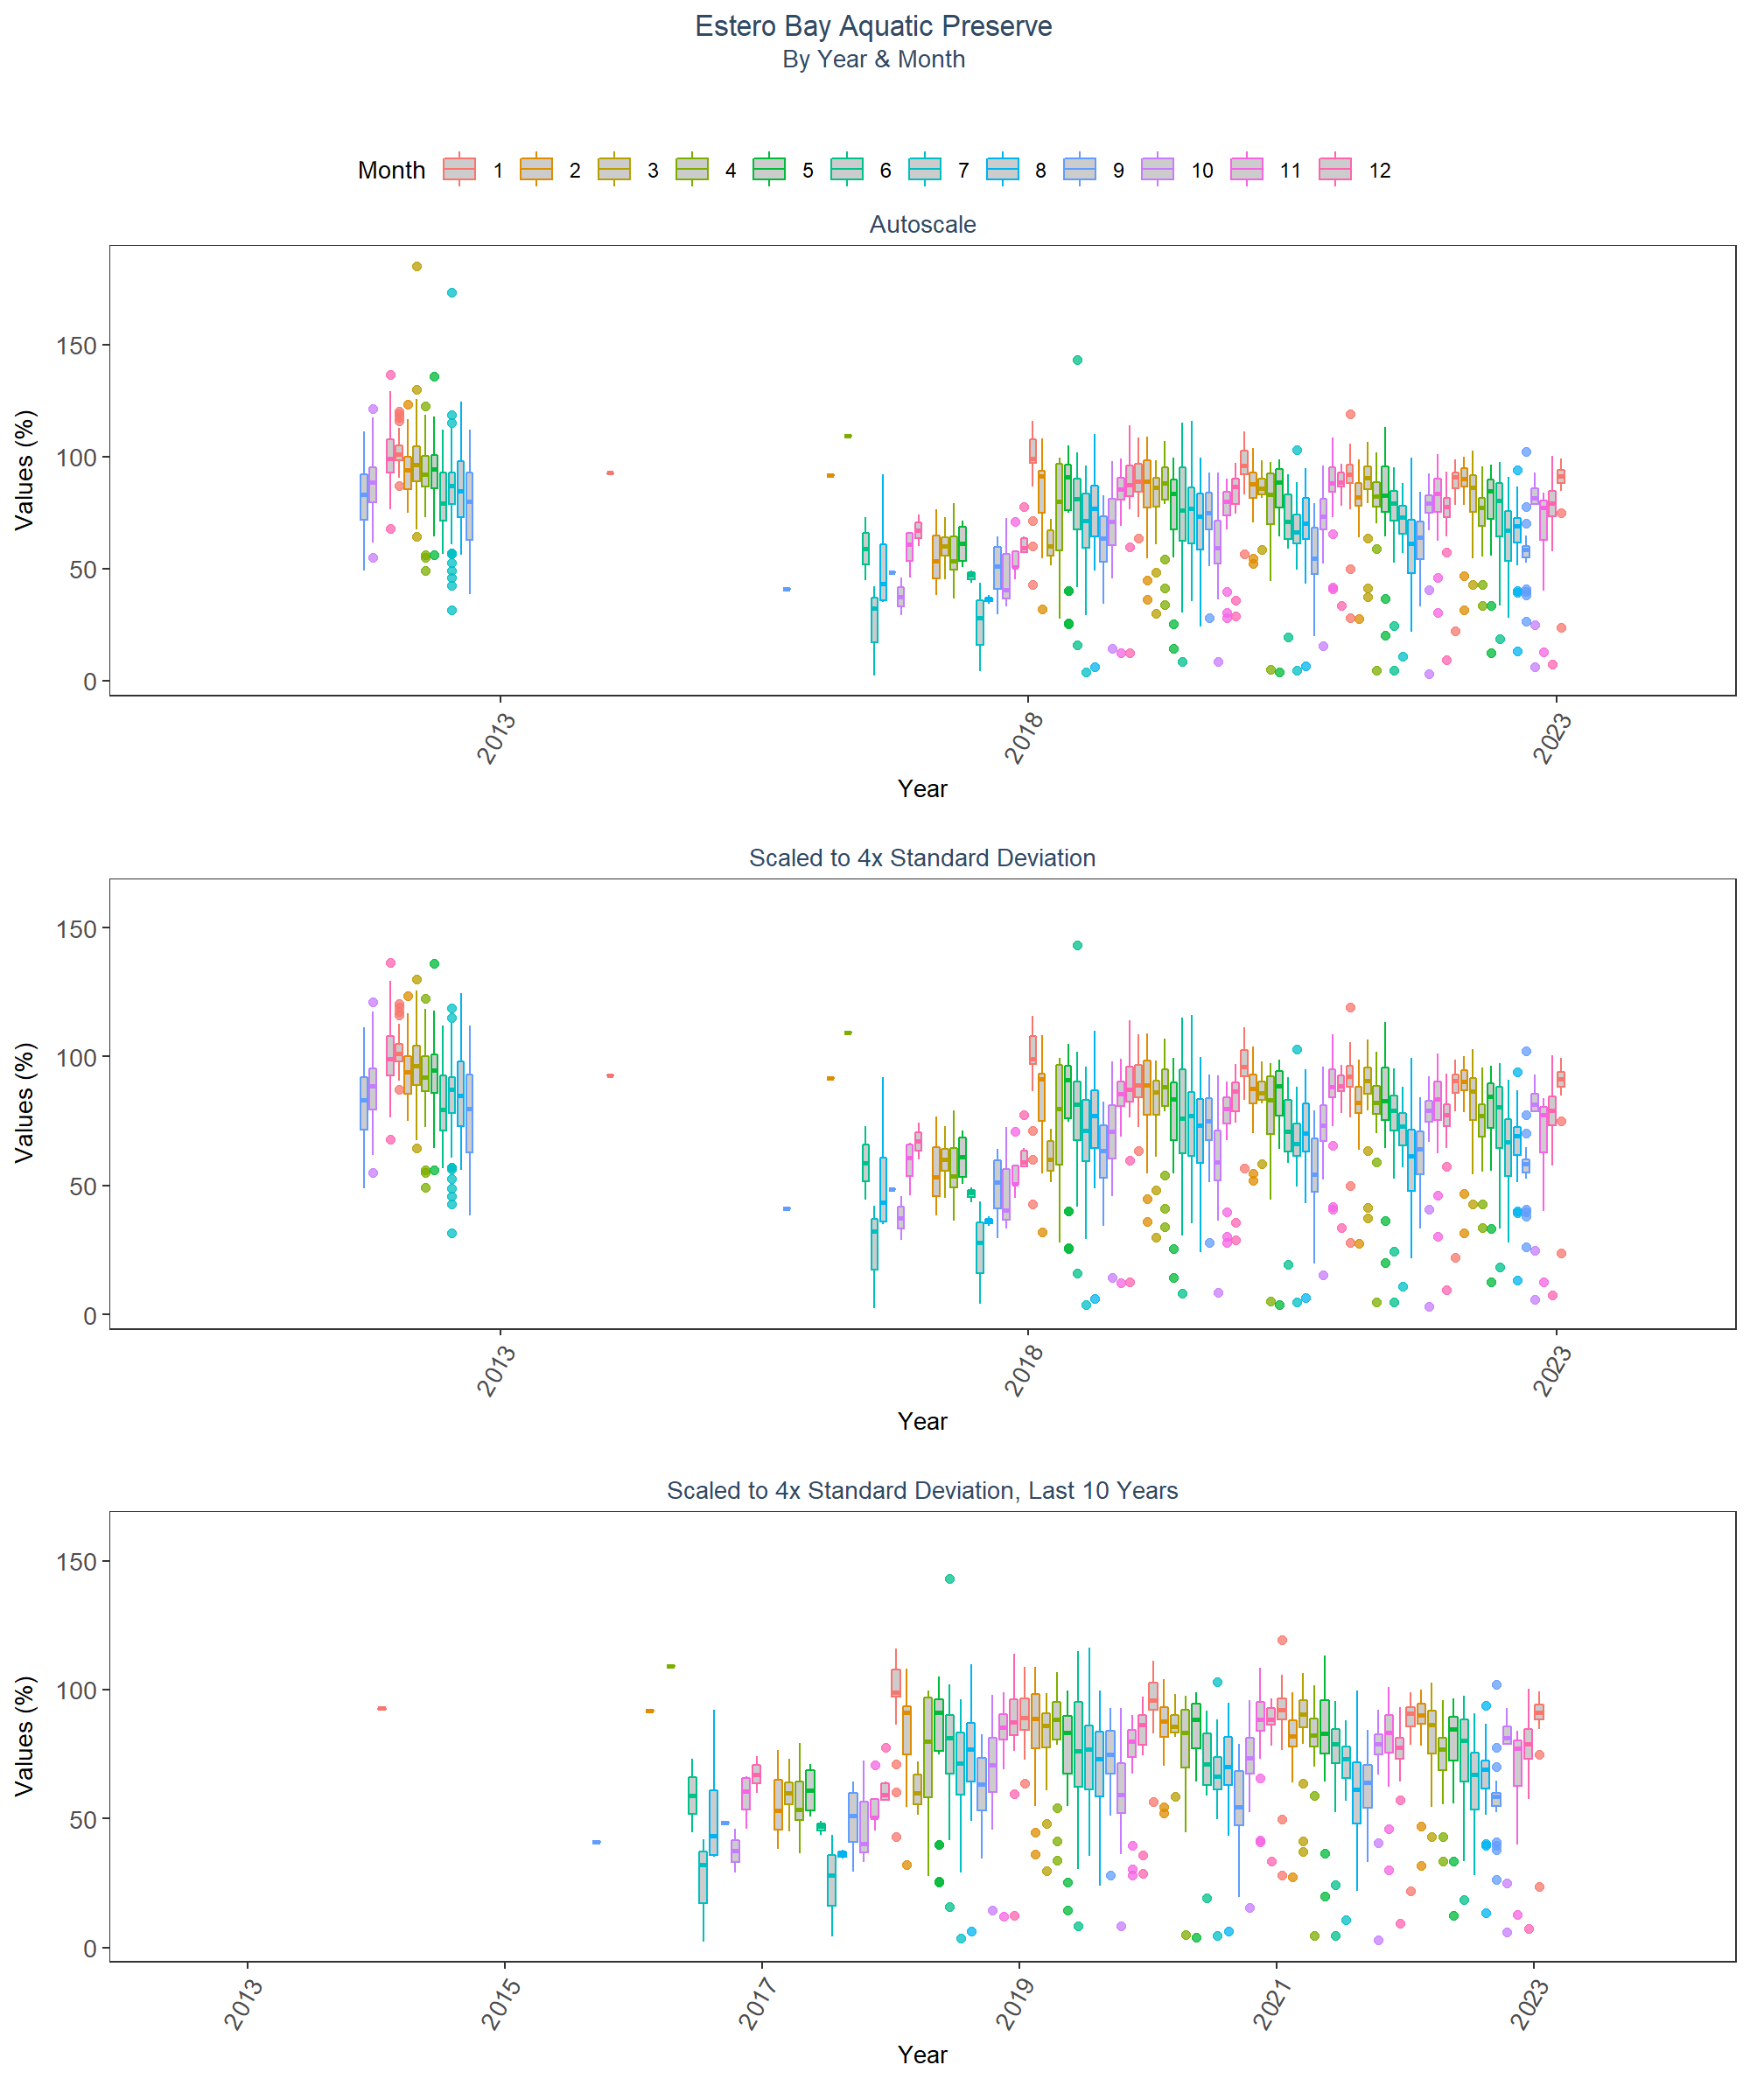 Estero Bay Aquatic Preserve
By Year & Month
Month 1 2 3 4 5 6 7 8 9 10 11 12
Autoscale
Values (%)
150
100
50
0
2013 2018 2023
Year
Scaled to 4x Standard Deviation
Values (%)
150
100
50
0
2013 2018 2023
Year
Scaled to 4x Standard Deviation, Last 10 Years
Values (%)
150
100
50
0
2013 2015 2017 2019 2021 2023
Year